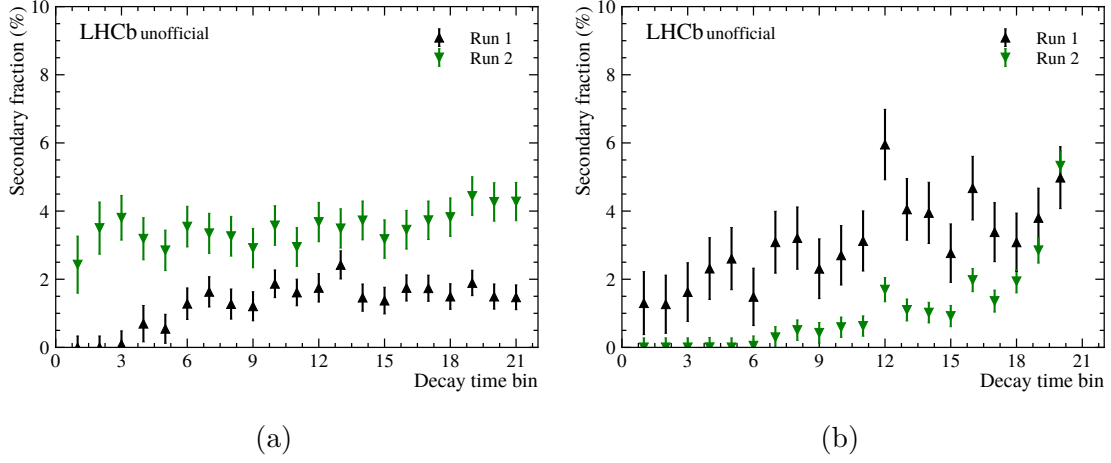 LHCb unofficial
Run 1
Run 2
Secondary fraction (%)
10
8
6
4
2
0
0 3 6 9 12 15 18 21
Decay time bin
(a)
LHCb unofficial
Run 1
Run 2
Secondary fraction (%)
10
8
6
4
2
0
0 3 6 9 12 15 18 21
Decay time bin
(b)